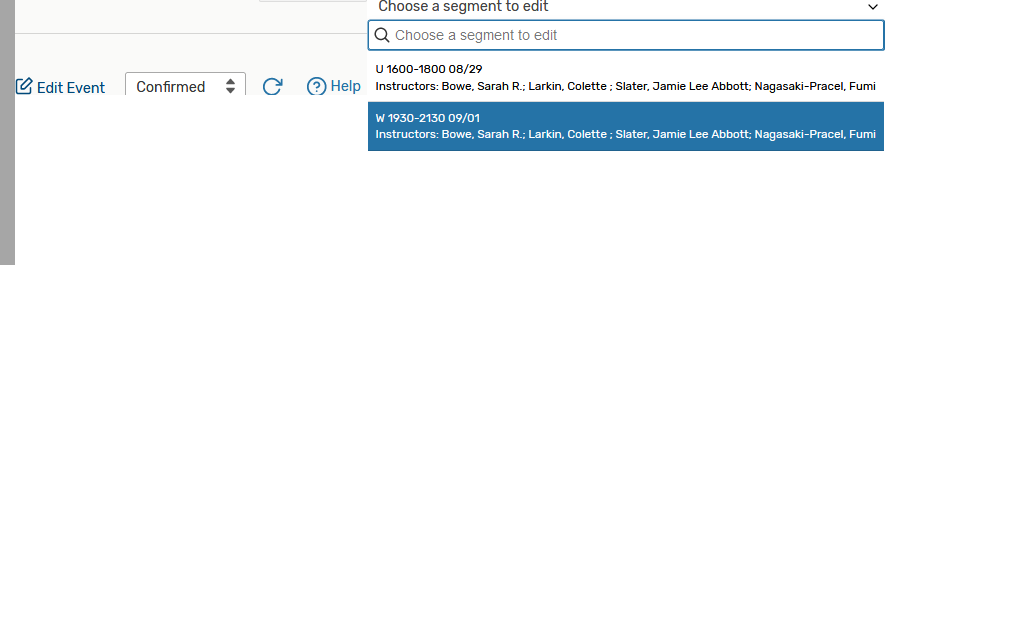 Choose a segment to edit
Choose a segment to edit
U 1600-1800 08/29
Instructors: Bowe, Sarah R.; Larkin, Colette ; Slater, Jamie Lee Abbott; Nagasaki-Pracel, Fumi
Edit Event Confirmed Help
W 1930-2130 09/01
Instructors: Bowe, Sarah R.; Larkin, Colette ; Slater, Jamie Lee Abbott; Nagasaki-Pracel, Fumi